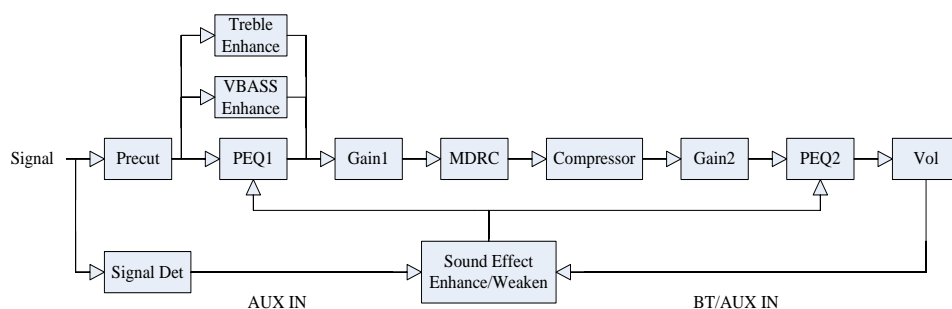 Treble
Enhance
VBASS
Enhance
Signal
Precut
PEQ1
Gain1
MDRC
Compressor
Gain2
PEQ2
Vol
Signal Det
Sound Effect
Enhance/Weaken
AUX IN
BT/AUX IN